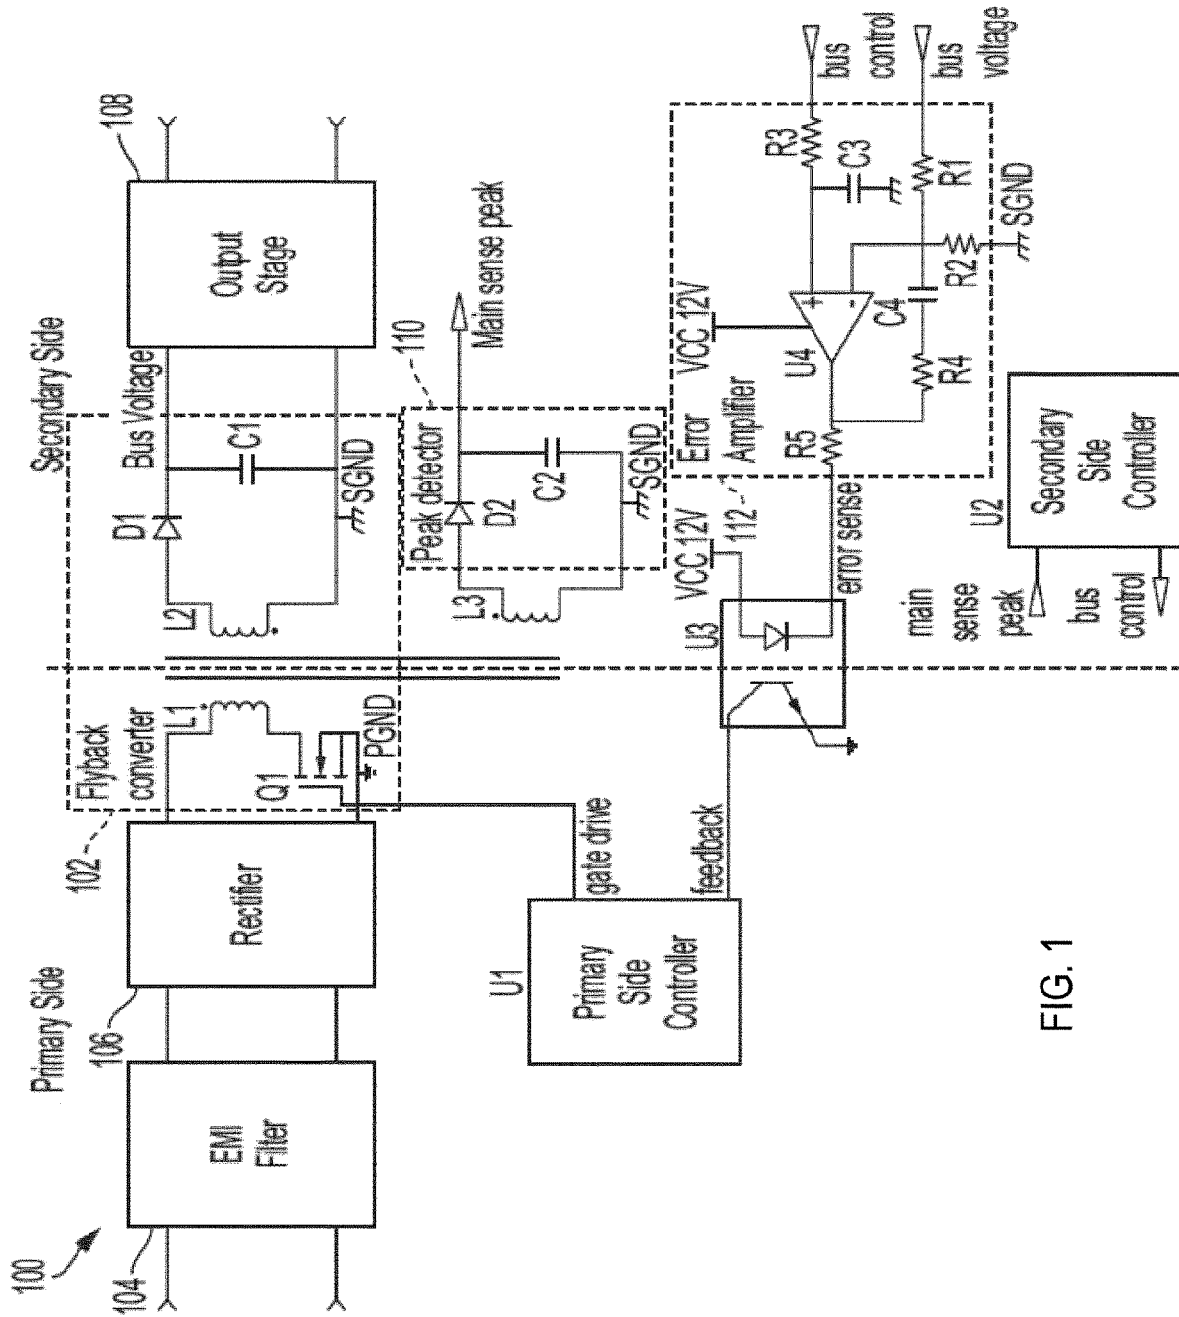 100
Primary Side
Secondary Side
104
EMI
Filter
106
Rectifier
102
Flyback
converter
L1
Q1
PGND
L2
D1
Bus Voltage
C1
SGND
108
Output
Stage
110
Peak detector
L3
D2
C2
SGND
Main sense peak
U1
Primary
Side
Controller
gate drive
feedback
U3
VCC 12V
error sense
112
Error
Amplifier
VCC 12V
R5
U4
+
-
R3
C3
R4
C4
R1
R2
SGND
bus
control
bus
voltage
U2
Secondary
Side
Controller
main
sense
peak
bus
control
FIG. 1